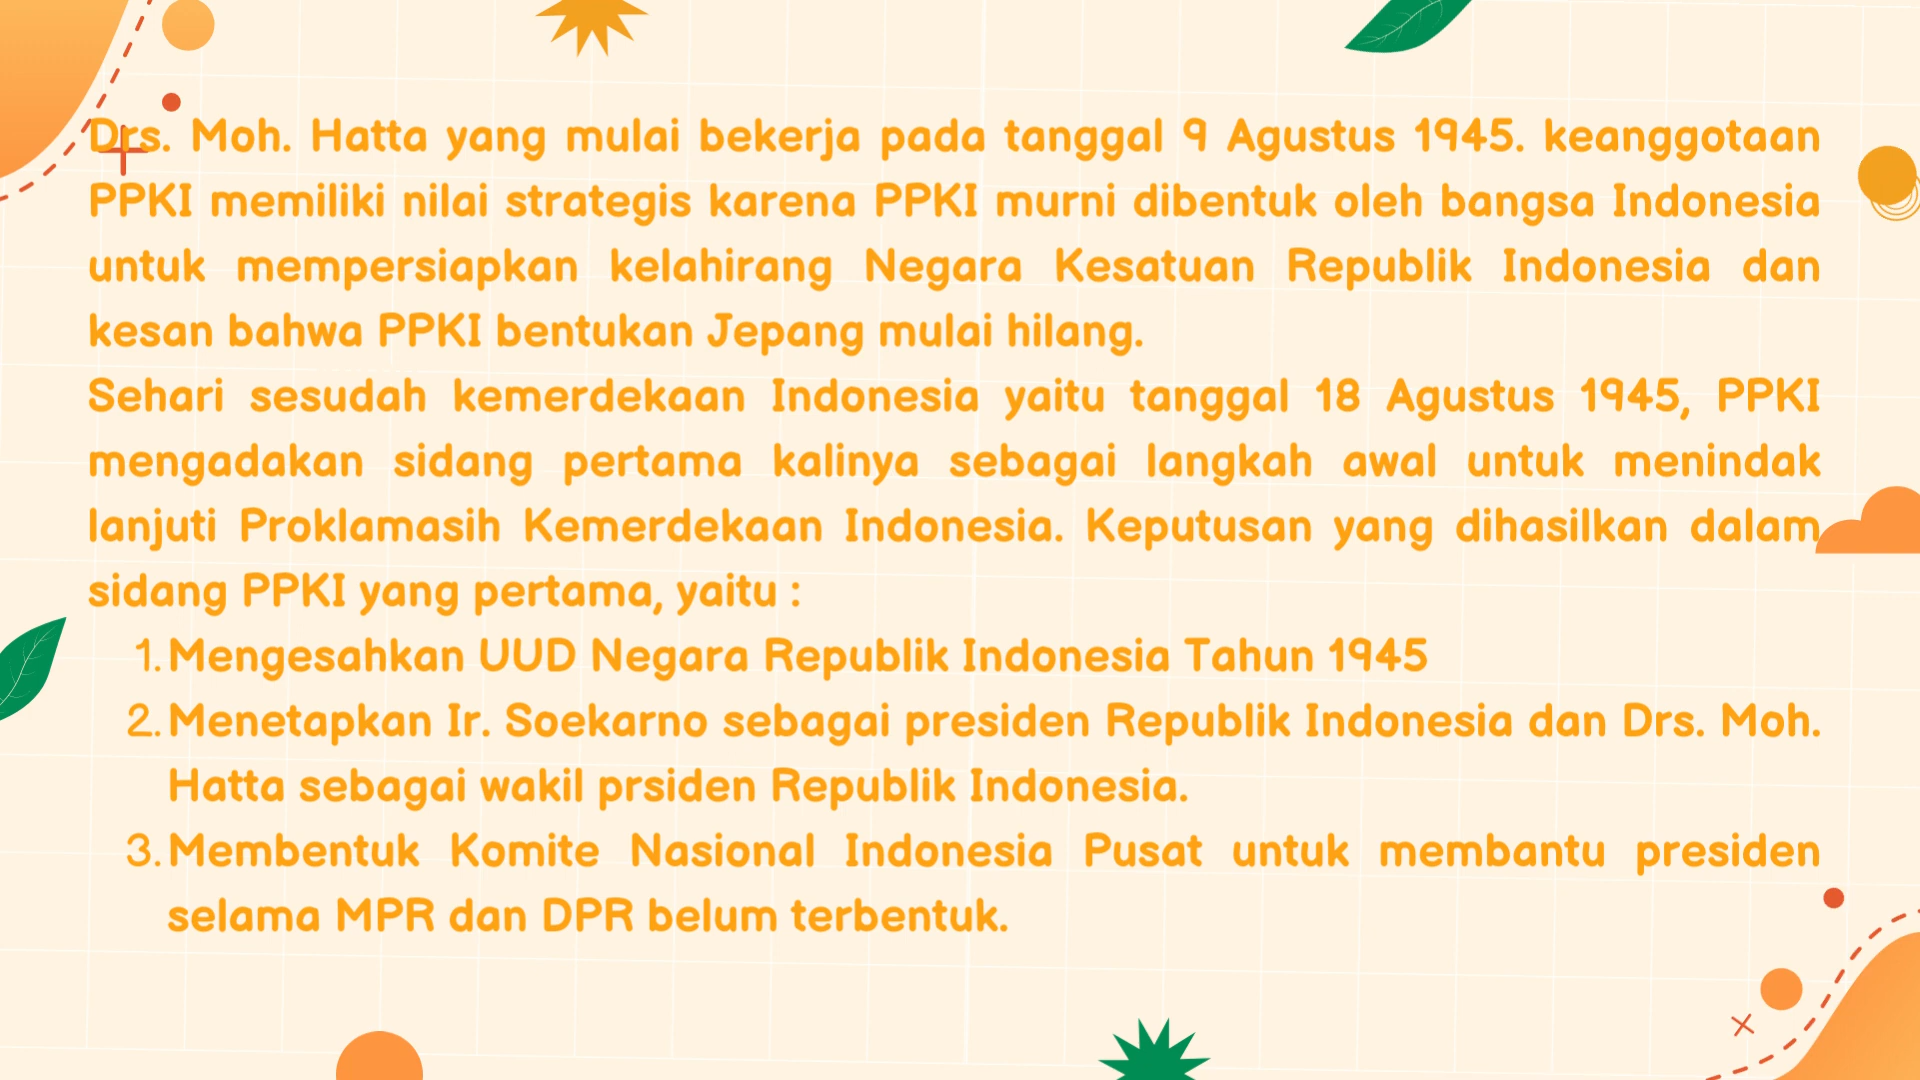 Drs. Moh. Hatta yang mulai bekerja pada tanggal 9 Agustus 1945. keanggotaan
PPKI memiliki nilai strategis karena PPKI murni dibentuk oleh bangsa Indonesia
untuk mempersiapkan kelahirang Negara Kesatuan Republik Indonesia dan
kesan bahwa PPKI bentukan Jepang mulai hilang.
Sehari sesudah kemerdekaan Indonesia yaitu tanggal 18 Agustus 1945, PPKI
mengadakan sidang pertama kalinya sebagai langkah awal untuk menindak
lanjuti Proklamasih Kemerdekaan Indonesia. Keputusan yang dihasilkan dalam
sidang PPKI yang pertama, yaitu :
1. Mengesahkan UUD Negara Republik Indonesia Tahun 1945
2. Menetapkan Ir. Soekarno sebagai presiden Republik Indonesia dan Drs. Moh.
Hatta sebagai wakil prsiden Republik Indonesia.
3. Membentuk Komite Nasional Indonesia Pusat untuk membantu presiden
selama MPR dan DPR belum terbentuk.